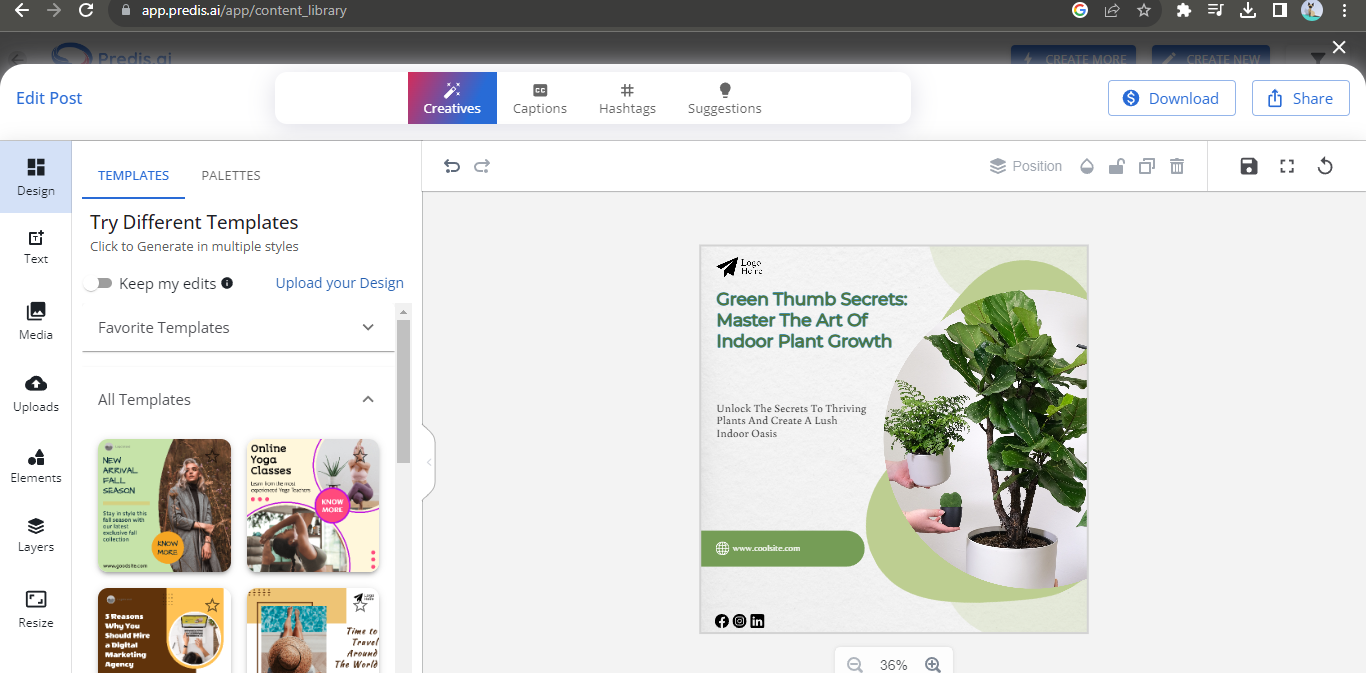 app.predis.ai/app/content_library
Predis.ai
CREATE MORE
CREATE NEW
Edit Post
Creatives
Captions
Hashtags
Suggestions
Download
Share
Design
Text
Media
Uploads
Elements
Layers
Resize
TEMPLATES
PALETTES
Try Different Templates
Click to Generate in multiple styles
Keep my edits
Upload your Design
Favorite Templates
All Templates
NEW
ARRIVAL
FALL
SEASON
Stay in style this
fall season with
our latest
exclusive fall
collection
KNOW
MORE
www.goodsite.com
Online
Yoga
Classes
Learn from the most
experienced Yoga Teachers
KNOW
MORE
5 Reasons
Why You
Should Hire
a Digital
Marketing
Agency
Time to
Travel
Around
The World
Position
Logo
Here
Green Thumb Secrets:
Master The Art Of
Indoor Plant Growth
Unlock The Secrets To Thriving
Plants And Create A Lush
Indoor Oasis
www.coolsite.com
36%